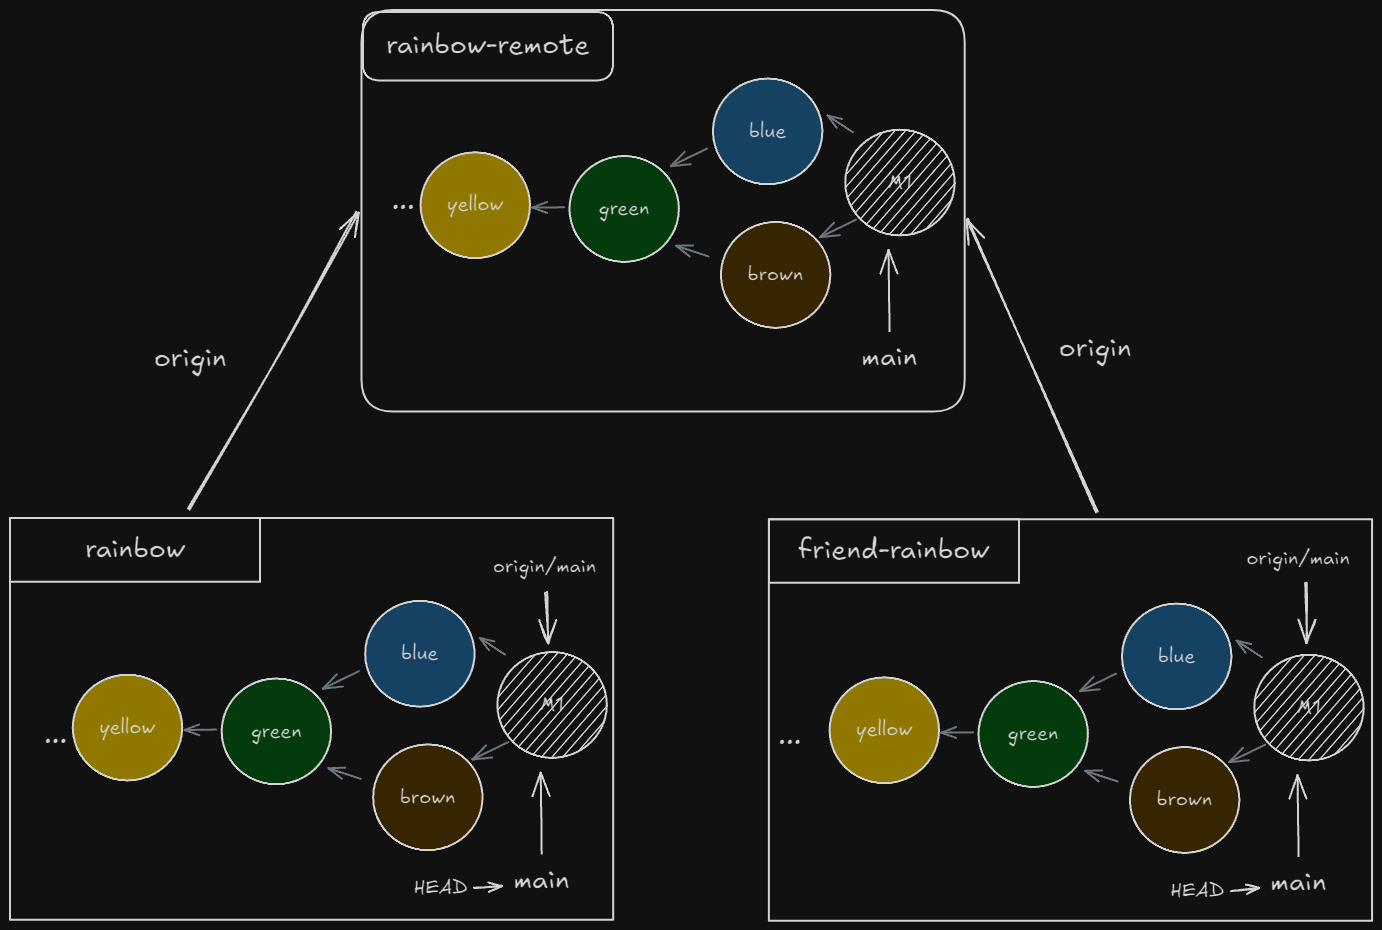 rainbow-remote
blue
M1
... yellow
green
brown
main
origin
origin
rainbow
origin/main
blue
M1
... yellow
green
brown
HEAD main
friend-rainbow
origin/main
blue
M1
... yellow
green
brown
HEAD main